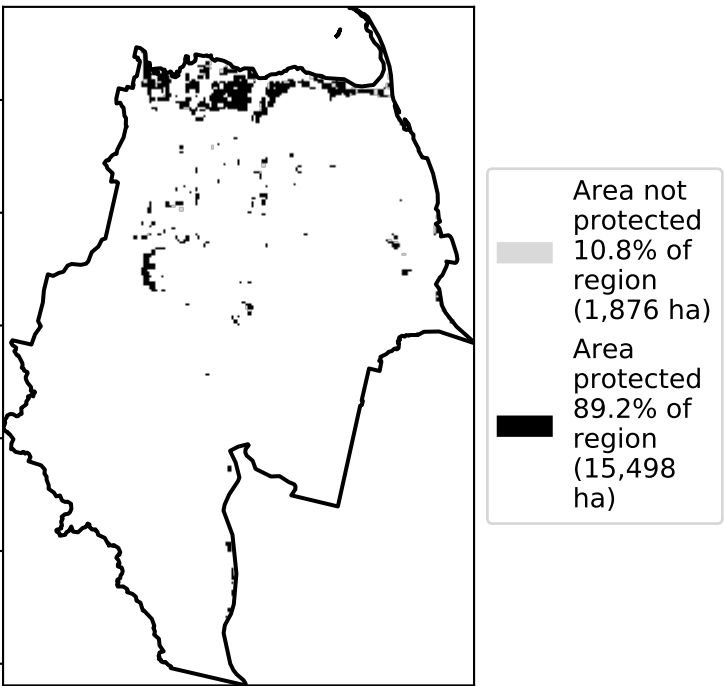 Area not
protected
10.8% of
region
(1,876 ha)
Area
protected
89.2% of
region
(15,498
ha)